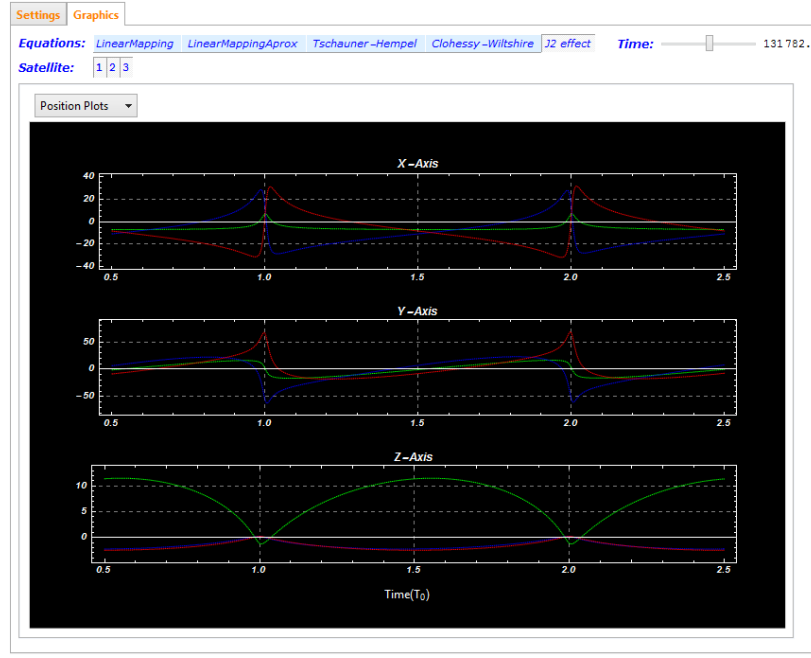 Settings Graphics
Equations: LinearMapping LinearMappingAprox Tschauner-Hempel Clohessy-Wiltshire J2 effect Time: 131782.
Satellite: 1 2 3
Position Plots
X-Axis
40
20
0
-20
-40
0.5 1.0 1.5 2.0 2.5
Y-Axis
50
0
-50
0.5 1.0 1.5 2.0 2.5
Z-Axis
10
5
0
0.5 1.0 1.5 2.0 2.5
Time(T₀)